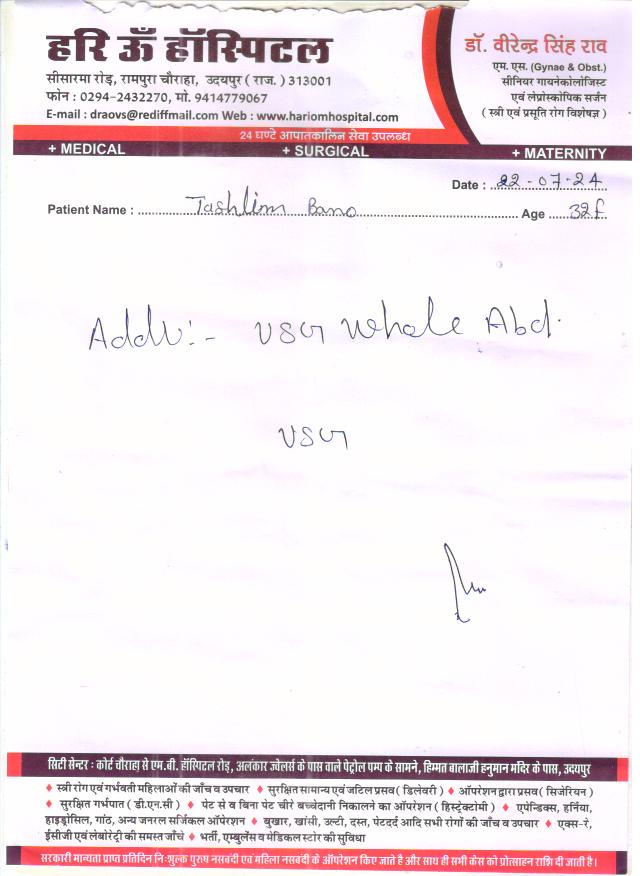 हरि ऊँ हॉस्पिटल
सीसारमा रोड़, रामपुरा चौराहा, उदयपुर ( राज. ) 313001
फोन : 0294-2432270, मो. 9414779067
E-mail : draovs@rediffmail.com Web : www.hariomhospital.com
डॉ. वीरेन्द्र सिंह राव
एम. एस. (Gynae & Obst.)
सीनियर गायनेकोलोजिस्ट
एवं लेप्रोस्कोपिक सर्जन
( स्त्री एवं प्रसूति रोग विशेषज्ञ )
24 घण्टे आपातकालिन सेवा उपलब्ध
+ MEDICAL + SURGICAL + MATERNITY
Date : 22-07-24
Patient Name : Tashlim Bano Age 32f
Addv:- USG Whole Abd.
USG
सिटी सेन्टर : कोर्ट चौराहा से एम.बी. हॉस्पिटल रोड़, अलंकार ज्वेलर्स के पास वाले पेट्रोल पम्प के सामने, हिम्मत बालाजी हनुमान मंदिर के पास, उदयपुर
♦ स्त्री रोग एवं गर्भवती महिलाओं की जाँच व उपचार ♦ सुरक्षित सामान्य एवं जटिल प्रसव ( डिलेवरी ) ♦ ऑपरेशन द्वारा प्रसव ( सिजेरियन )
♦ सुरक्षित गर्भपात ( डी.एन.सी ) ♦ पेट से व बिना पेट चीरे बच्चेदानी निकालने का ऑपरेशन ( हिस्ट्रेक्टोमी ) ♦ एपेन्डिक्स, हर्निया,
हाइड्रोसिल, गांठ, अन्य जनरल सर्जिकल ऑपरेशन ♦ बुखार, खांसी, उल्टी, दस्त, पेटदर्द आदि सभी रोगों की जाँच व उपचार ♦ एक्स-रे,
ईसीजी एवं लेबोरेट्री की समस्त जाँचे ♦ भर्ती, एम्बुलेंस व मेडिकल स्टोर की सुविधा
सरकारी मान्यता प्राप्त प्रतिदिन निःशुल्क पुरुष नसबंदी एवं महिला नसबंदी के ऑपरेशन किए जाते है और साथ ही सभी केस को प्रोत्साहन राशि दी जाती है।